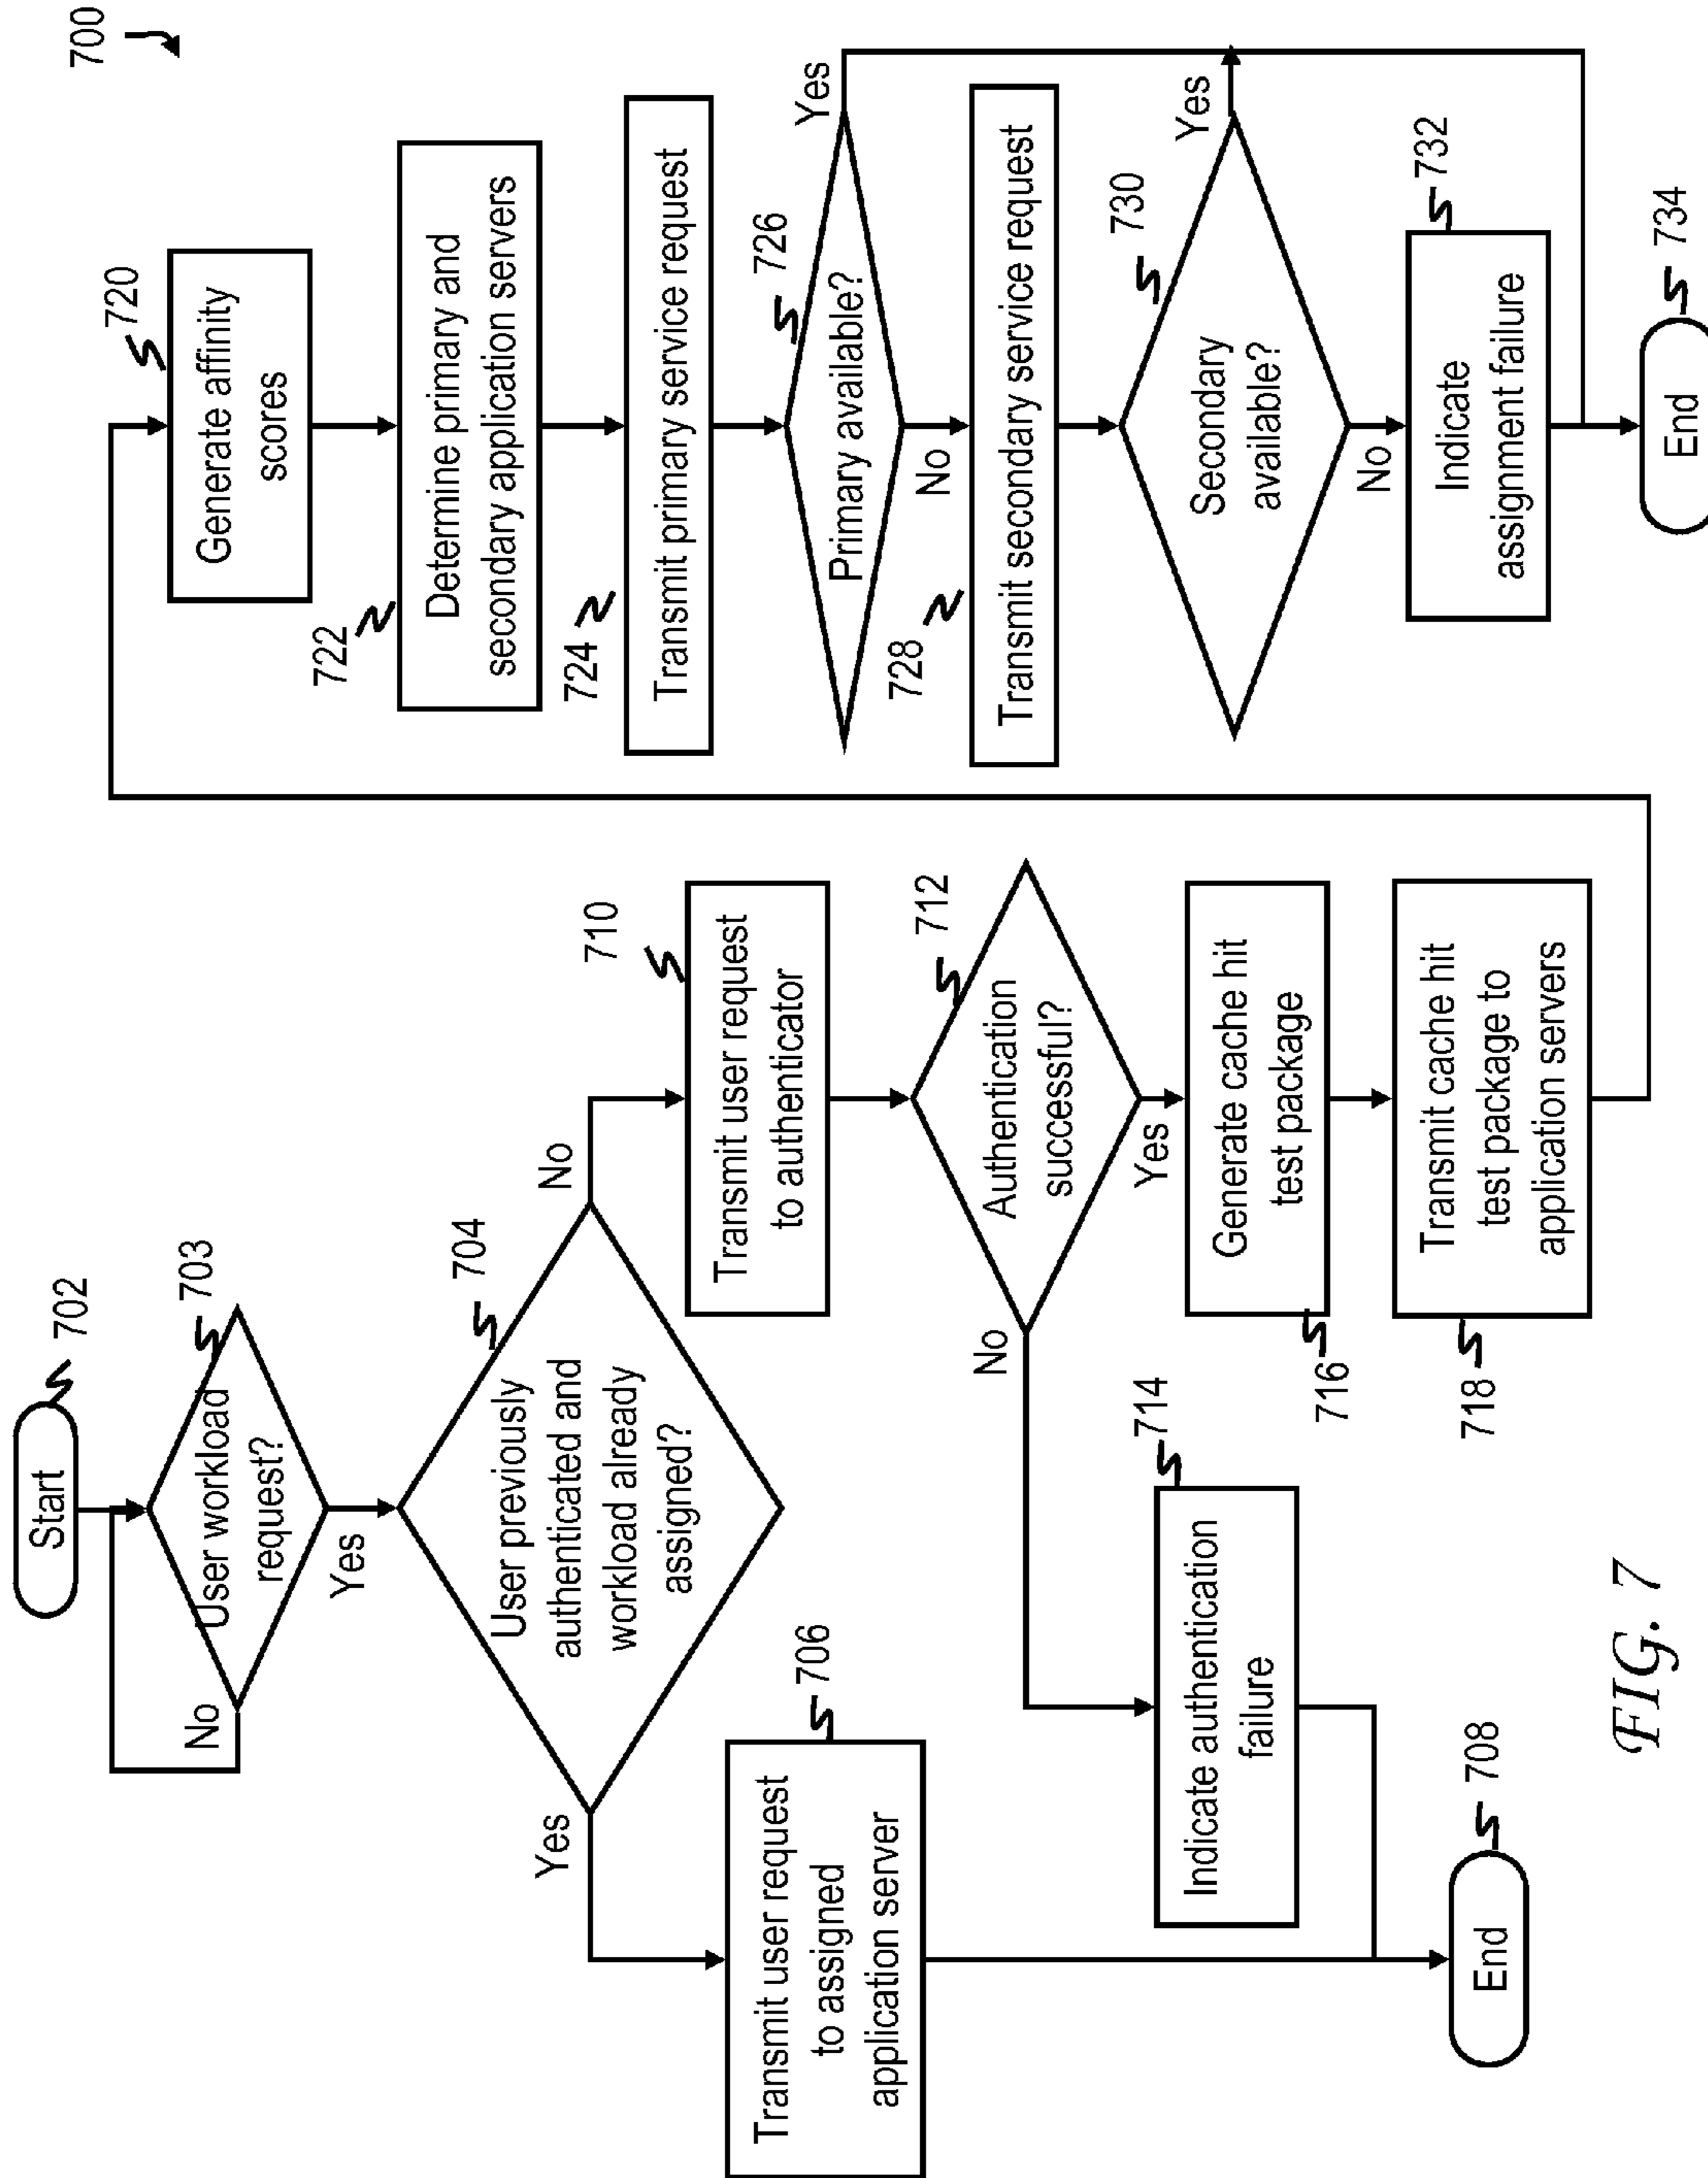 700
Start
702
User workload
request?
703
No
Yes
User previously
authenticated and
workload already
assigned?
704
Yes
No
Transmit user request
to assigned
application server
706
Transmit user request
to authenticator
710
Authentication
successful?
712
No
Yes
Indicate authentication
failure
714
End
708
Generate cache hit
test package
716
Transmit cache hit
test package to
application servers
718
Generate affinity
scores
720
Determine primary and
secondary application servers
722
Transmit primary service request
724
Primary available?
726
Yes
No
Transmit secondary service request
728
Secondary
available?
730
Yes
No
Indicate
assignment failure
732
End
734
FIG. 7